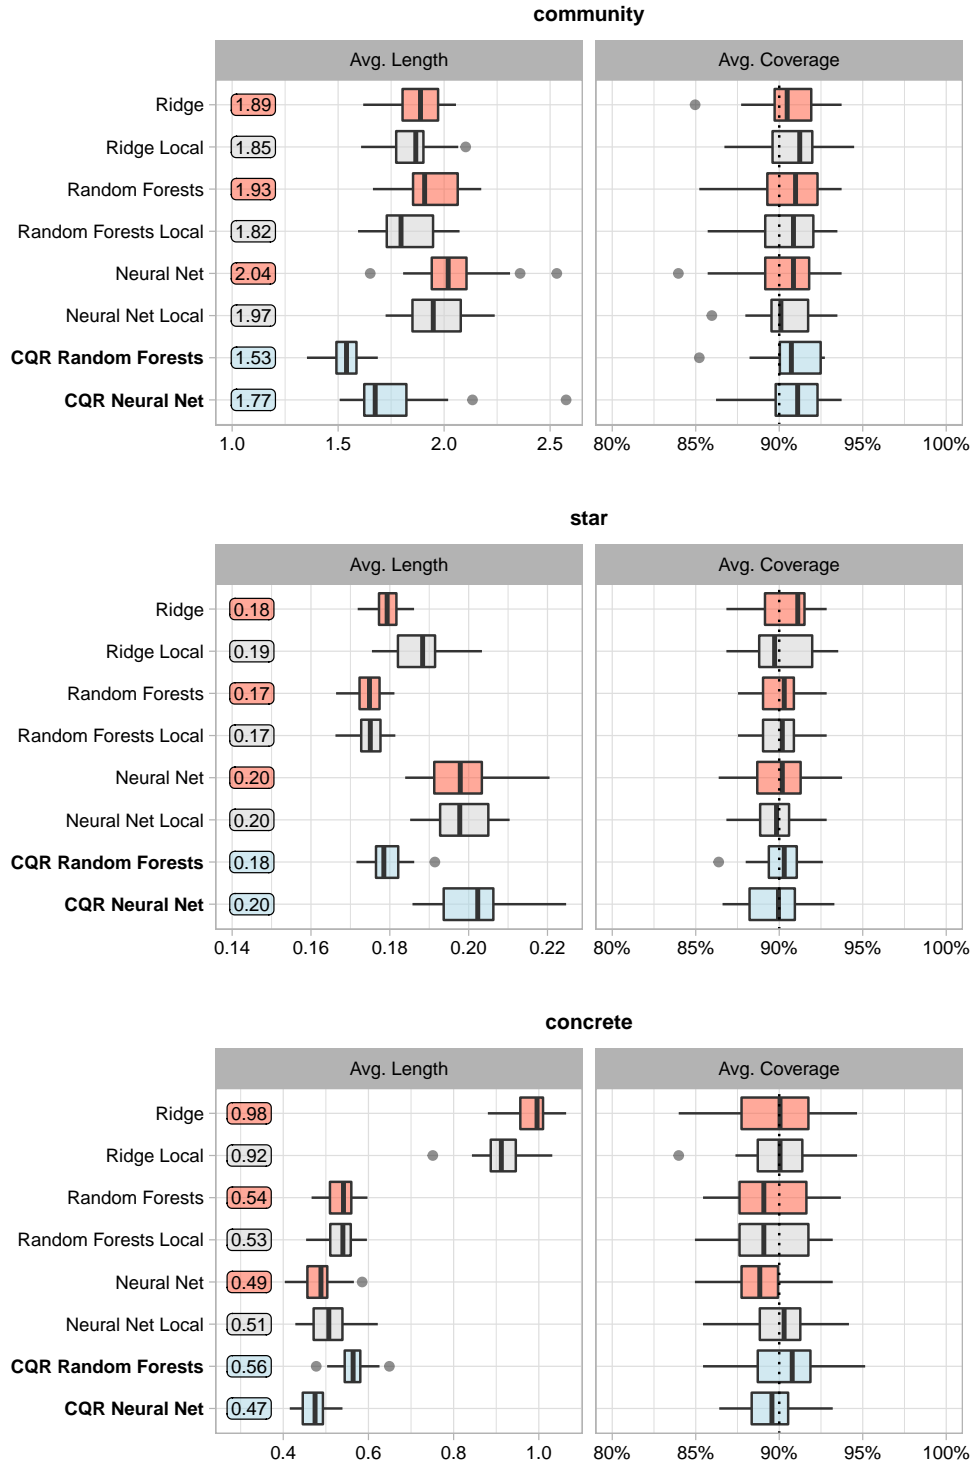 community
Avg. Length Avg. Coverage
Ridge 1.89
Ridge Local 1.85
Random Forests 1.93
Random Forests Local 1.82
Neural Net 2.04
Neural Net Local 1.97
CQR Random Forests 1.53
CQR Neural Net 1.77
1.0 1.5 2.0 2.5 80% 85% 90% 95% 100%
star
Avg. Length Avg. Coverage
Ridge 0.18
Ridge Local 0.19
Random Forests 0.17
Random Forests Local 0.17
Neural Net 0.20
Neural Net Local 0.20
CQR Random Forests 0.18
CQR Neural Net 0.20
0.14 0.16 0.18 0.20 0.22 80% 85% 90% 95% 100%
concrete
Avg. Length Avg. Coverage
Ridge 0.98
Ridge Local 0.92
Random Forests 0.54
Random Forests Local 0.53
Neural Net 0.49
Neural Net Local 0.51
CQR Random Forests 0.56
CQR Neural Net 0.47
0.4 0.6 0.8 1.0 80% 85% 90% 95% 100%